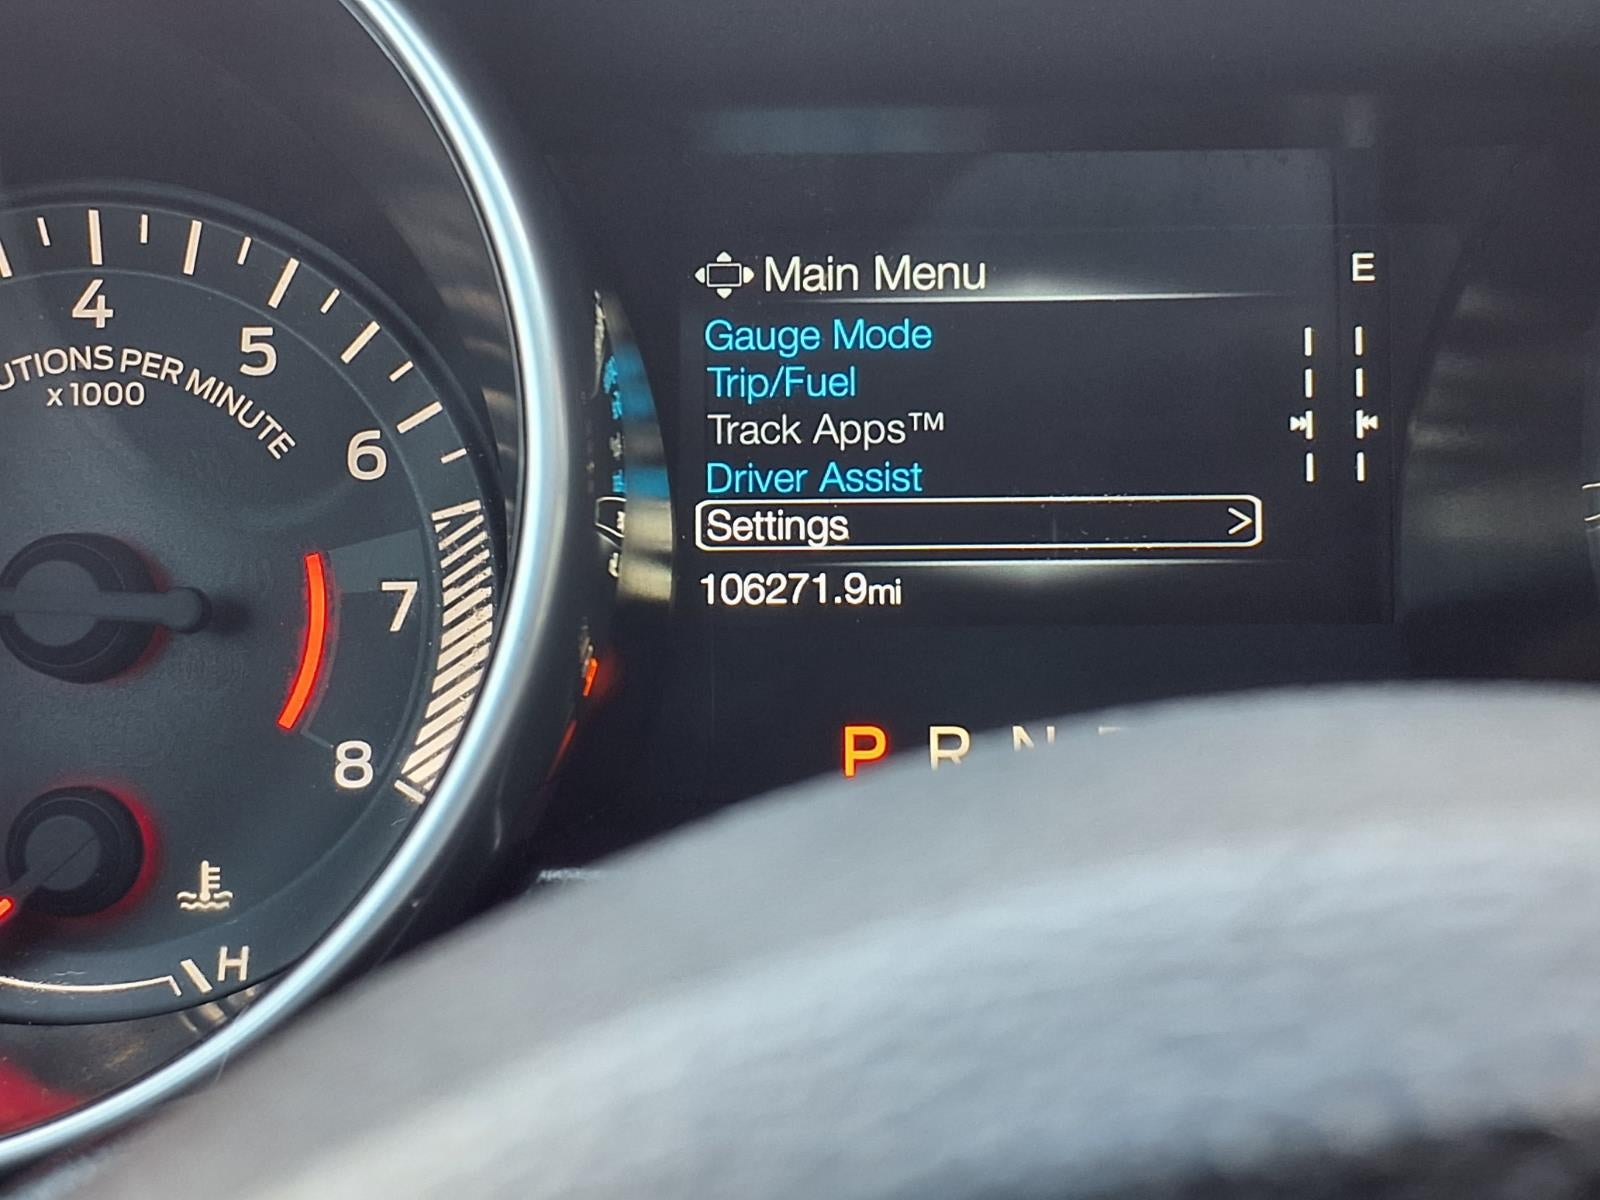 4
5
6
7
8
UTIONS PER MINUTE
x1000
H
Main Menu
E
Gauge Mode
Trip/Fuel
Track Apps™
Driver Assist
Settings >
106271.9mi
P R N